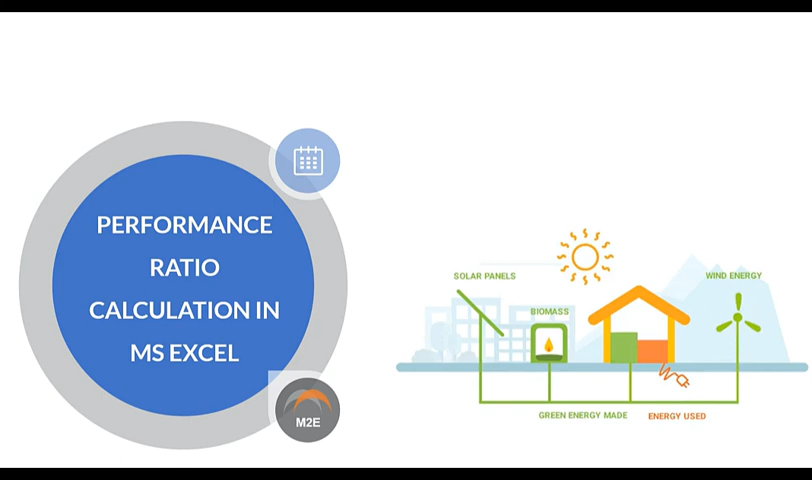 PERFORMANCE
RATIO
CALCULATION IN
MS EXCEL
M2E
SOLAR PANELS
WIND ENERGY
BIOMASS
GREEN ENERGY MADE
ENERGY USED